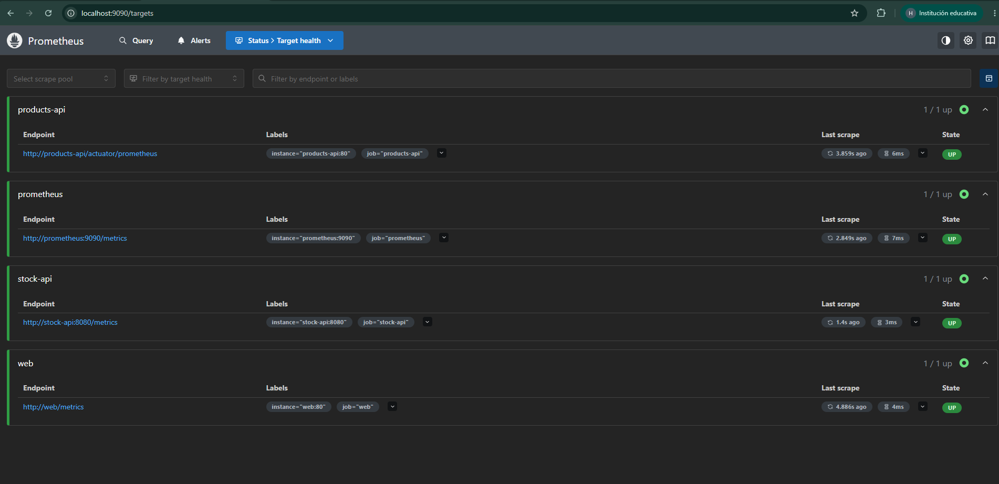 localhost:9090/targets
H Institución educativa
Prometheus Query Alerts Status > Target health
Select scrape pool Filter by target health Filter by endpoint or labels
products-api 1 / 1 up
Endpoint Labels Last scrape State
http://products-api/actuator/prometheus instance="products-api:80" job="products-api" 3.859s ago 6ms UP
prometheus 1 / 1 up
Endpoint Labels Last scrape State
http://prometheus:9090/metrics instance="prometheus:9090" job="prometheus" 2.849s ago 7ms UP
stock-api 1 / 1 up
Endpoint Labels Last scrape State
http://stock-api:8080/metrics instance="stock-api:8080" job="stock-api" 1.4s ago 3ms UP
web 1 / 1 up
Endpoint Labels Last scrape State
http://web/metrics instance="web:80" job="web" 4.886s ago 4ms UP